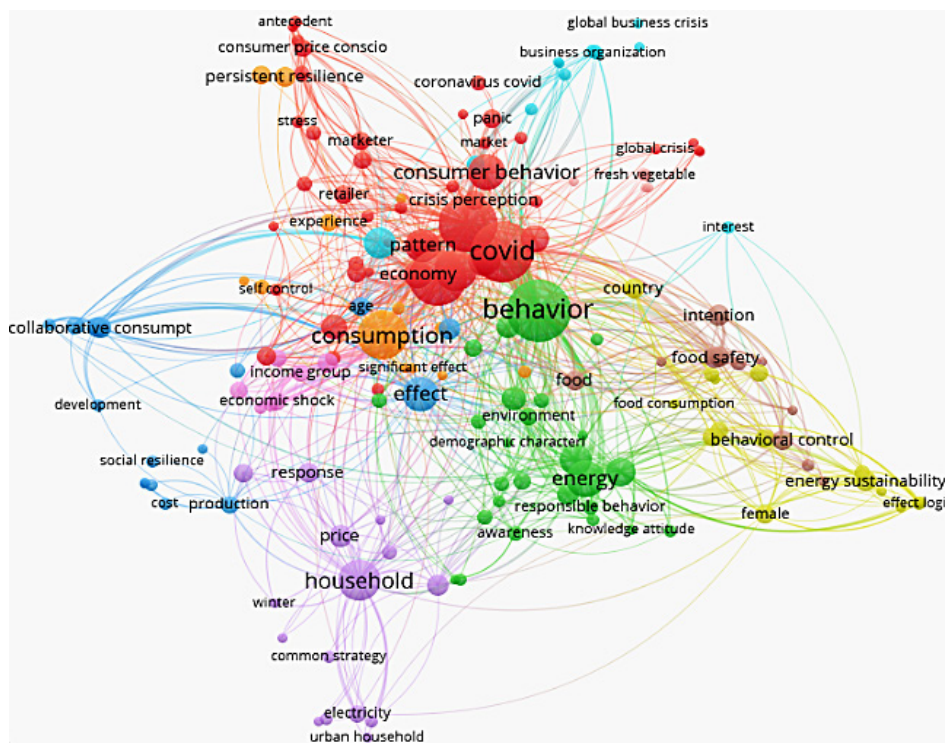 antecedent
global business crisis
consumer price conscio
business organization
persistent resilience
coronavirus covid
stress
panic
marketer
market
global crisis
consumer behavior
fresh vegetable
retailer
crisis perception
experience
interest
pattern
covid
economy
self control
country
age
behavior
collaborative consumpt
intention
consumption
food safety
significant effect
income group
food
economic shock
effect
food consumption
development
environment
demographic characteri
behavioral control
social resilience
response
energy
energy sustainability
cost
production
responsible behavior
female
effect logi
awareness
knowledge attitude
price
household
winter
common strategy
electricity
urban household